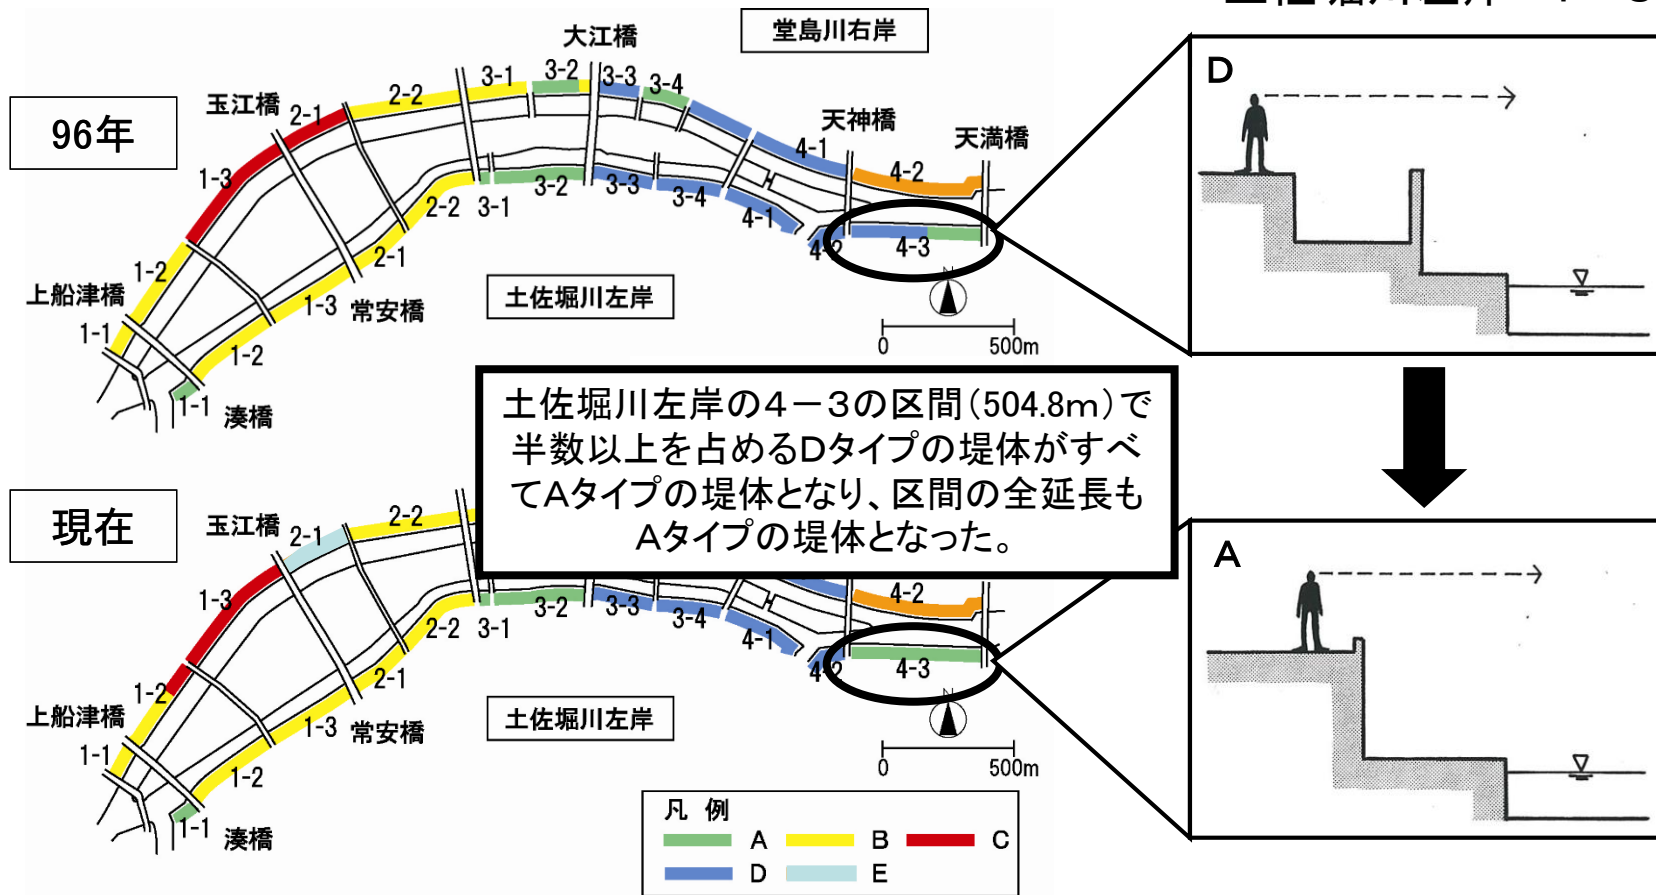 堂島川右岸
大江橋
96年
玉江橋
天神橋
天満橋
上船津橋
常安橋
湊橋
土佐堀川左岸
1-1
1-2
1-3
2-1
2-2
3-1
3-2
3-3
3-4
4-1
4-2
1-1
1-2
1-3
2-1
2-2
3-1
3-2
3-3
3-4
4-1
4-2
4-3
N
0 500m
D
土佐堀川左岸の4-3の区間(504.8m)で
半数以上を占めるDタイプの堤体がすべ
てAタイプの堤体となり、区間の全延長も
Aタイプの堤体となった。
現在
玉江橋
上船津橋
常安橋
湊橋
土佐堀川左岸
1-1
1-2
1-3
2-1
2-2
4-2
1-1
1-2
1-3
2-1
2-2
3-1
3-2
3-3
3-4
4-1
4-2
4-3
N
0 500m
A
凡 例
A B C
D E